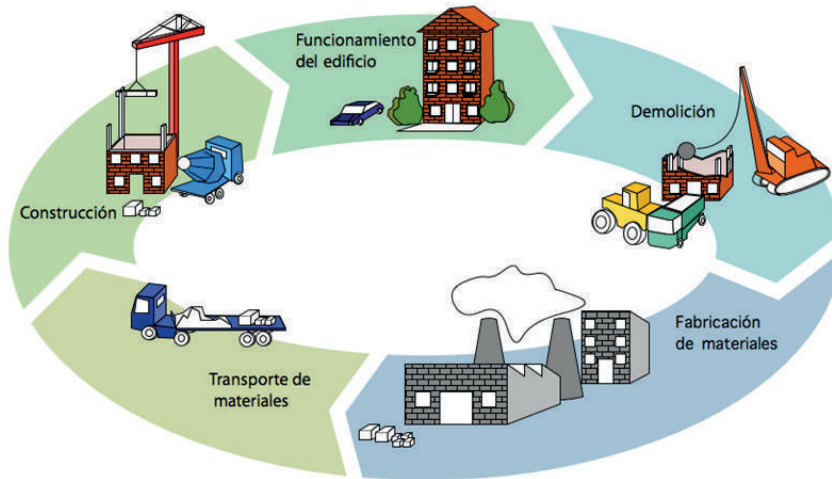 Funcionamiento
del edificio
Demolición
Construcción
Fabricación
de materiales
Transporte de
materiales